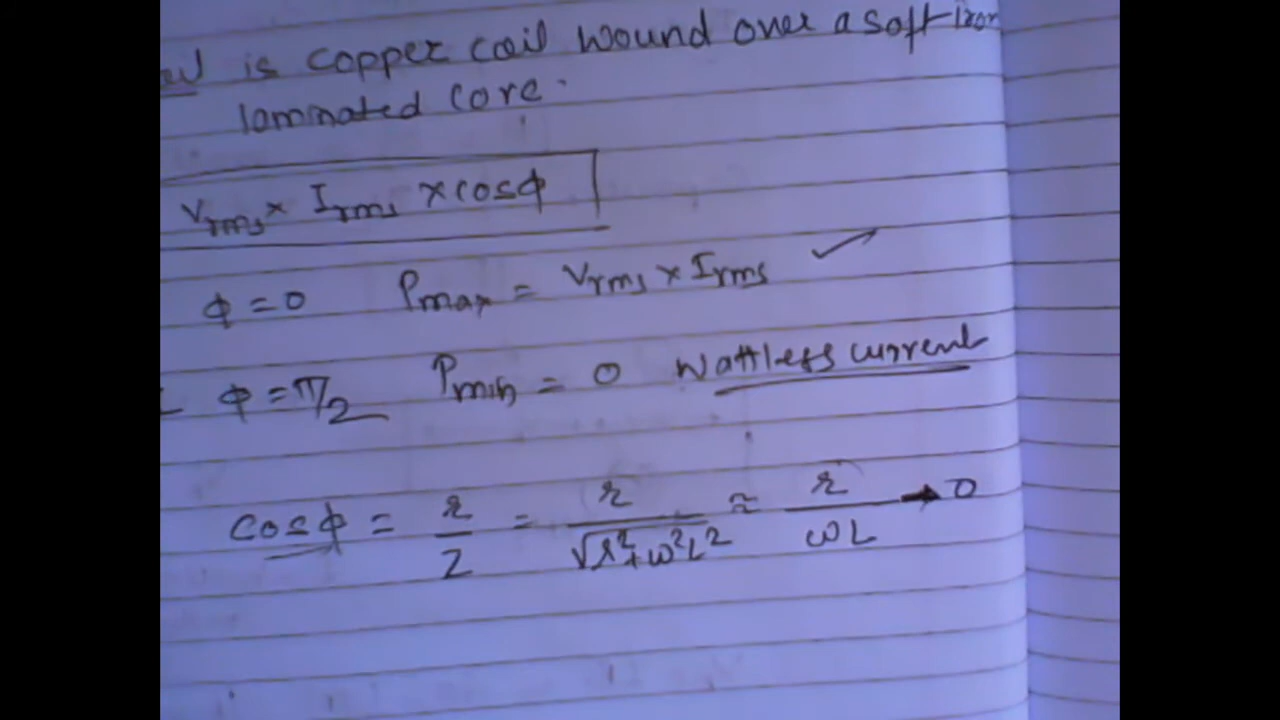 is copper coil wound over a soft iron
laminated core.
Vrms × Irms × cosφ
φ = 0 Pmax = Vrms × Irms ✓
φ = π/2 Pmin = 0 wattless current
cosφ = r/Z = r/√r²+ω²L² ≈ r/ωL → 0